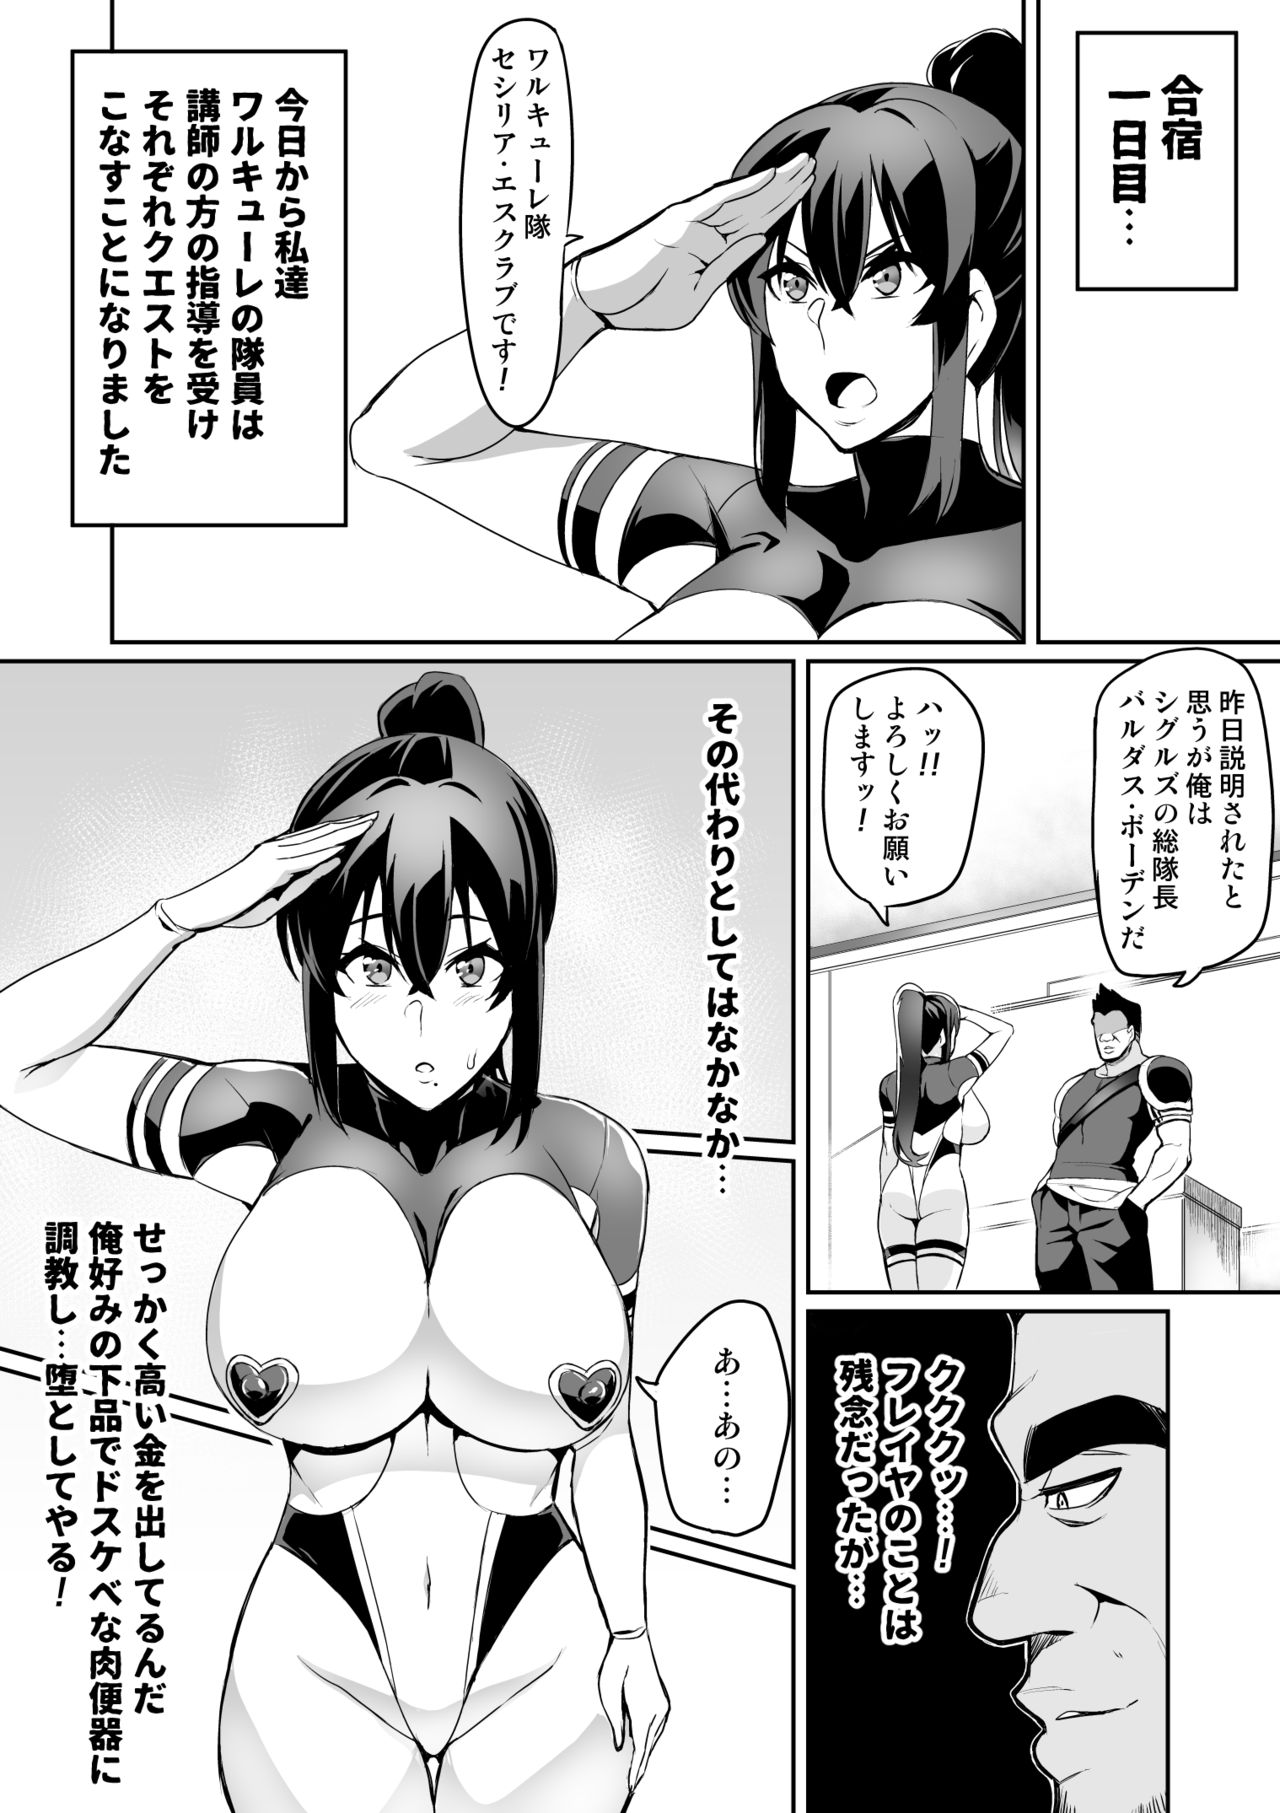 合宿
一日目…
ワルキューレ隊
セシリア・エスクラブです！
今日から私達
ワルキューレの隊員は
講師の方の指導を受け
それぞれクエストを
こなすことになりました
昨日説明されたと
思うが俺は
シグルズの総隊長
バルダス・ボーデンだ
ハッ!!
よろしくお願い
しますッ！
ククククッ…！
フレイヤのことは
残念だったが…
その代わりとしてはなかなか…
あ…あの…
せっかく高い金を出してるんだ
俺好みの下品でドスケベな肉便器に
調教し…堕としてやる！